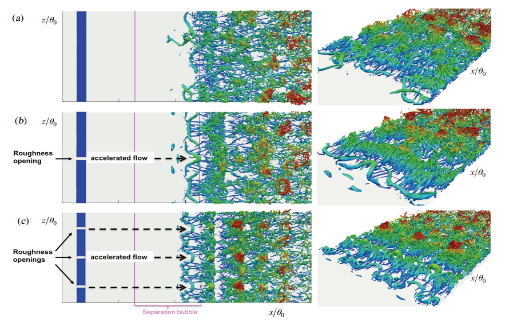 (a)
z/θ₀
x/θ₀
(b)
z/θ₀
Roughness
opening
accelerated flow
x/θ₀
(c)
z/θ₀
Roughness
openings
accelerated flow
x/θ₀
Separation bubble
x/θ₀